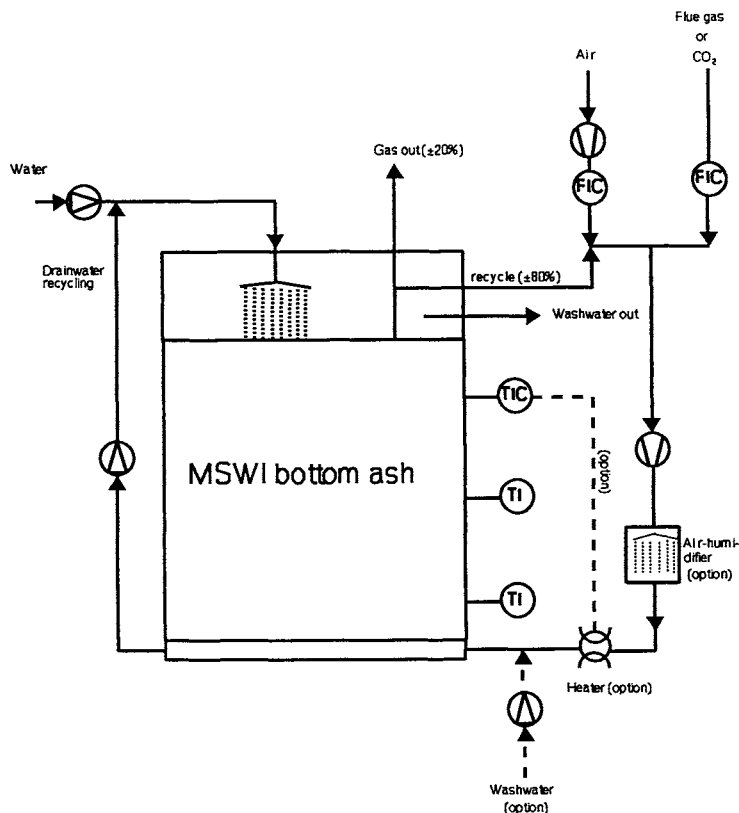 Flue gas
or
CO₂
Air
Gas out (±20%)
Water
FIC
FIC
Drainwater
recycling
recycle (±80%)
Washwater out
TIC
MSWI bottom ash
(option)
TI
Air-humi-
difier
(option)
TI
Heater (option)
Washwater
(option)